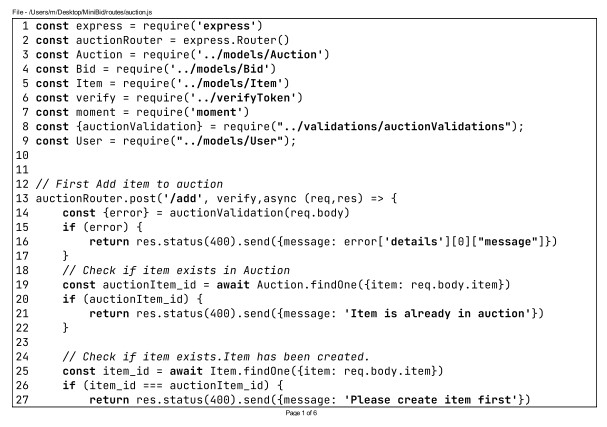 File - /Users/m/Desktop/MiniBid/routes/auction.js
1 const express = require('express')
2 const auctionRouter = express.Router()
3 const Auction = require('../models/Auction')
4 const Bid = require('../models/Bid')
5 const Item = require('../models/Item')
6 const verify = require('../verifyToken')
7 const moment = require('moment')
8 const {auctionValidation} = require("../validations/auctionValidations");
9 const User = require("../models/User");
10
11
12 // First Add item to auction
13 auctionRouter.post('/add', verify,async (req,res) => {
14     const {error} = auctionValidation(req.body)
15     if (error) {
16         return res.status(400).send({message: error['details'][0]["message"]})
17     }
18     // Check if item exists in Auction
19     const auctionItem_id = await Auction.findOne({item: req.body.item})
20     if (auctionItem_id) {
21         return res.status(400).send({message: 'Item is already in auction'})
22     }
23
24     // Check if item exists.Item has been created.
25     const item_id = await Item.findOne({item: req.body.item})
26     if (item_id === auctionItem_id) {
27         return res.status(400).send({message: 'Please create item first'})
Page 1 of 6